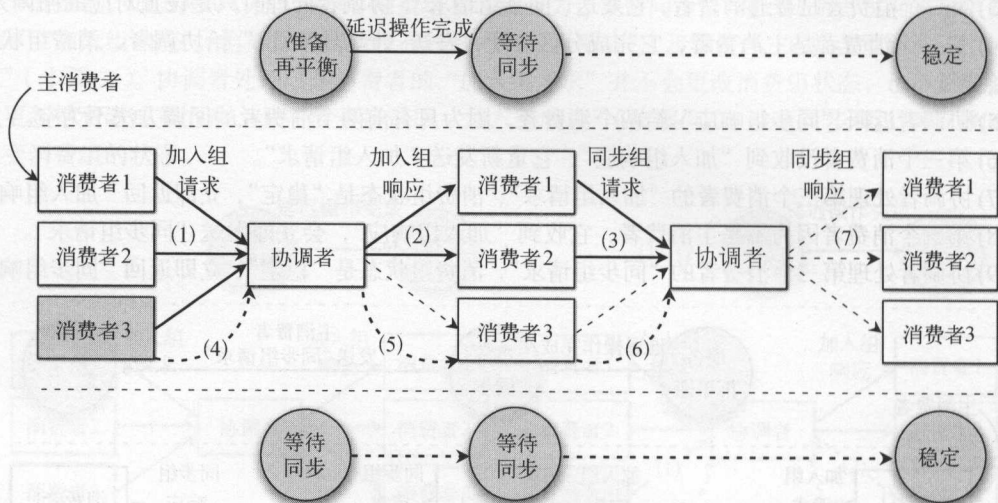 准备
再平衡
延迟操作完成
等待
同步
稳定
主消费者
加入组
请求
加入组
响应
同步组
请求
同步组
响应
消费者1
消费者2
消费者3
(1)
协调者
(2)
消费者1
消费者2
消费者3
(3)
协调者
(7)
消费者1
消费者2
消费者3
(4)
(5)
(6)
等待
同步
等待
同步
稳定